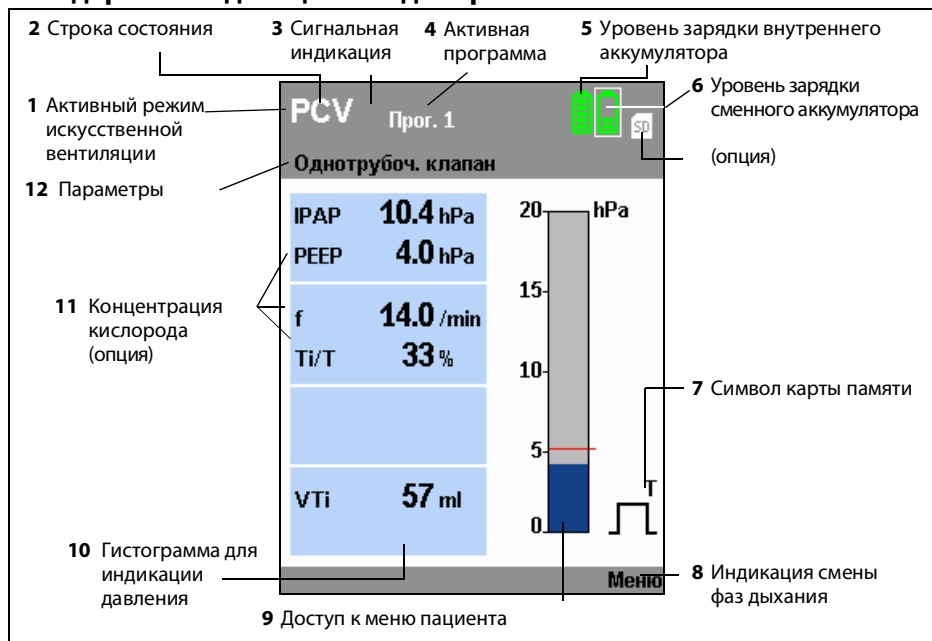 2 Строка состояния
3 Сигнальная
индикация
4 Активная
программа
5 Уровень зарядки внутреннего
аккумулятора
6 Уровень зарядки
сменного аккумулятора
(опция)
1 Активный режим
искусственной
вентиляции
12 Параметры
11 Концентрация
кислорода
(опция)
10 Гистограмма для
индикации
давления
9 Доступ к меню пациента
8 Индикация смены
фаз дыхания
7 Символ карты памяти
PCV
Прог. 1
SD
Однотрубоч. клапан
IPAP 10.4 hPa
PEEP 4.0 hPa
f 14.0 /min
Ti/T 33 %
VTi 57 ml
20 hPa
15
10
5
0
T
Меню